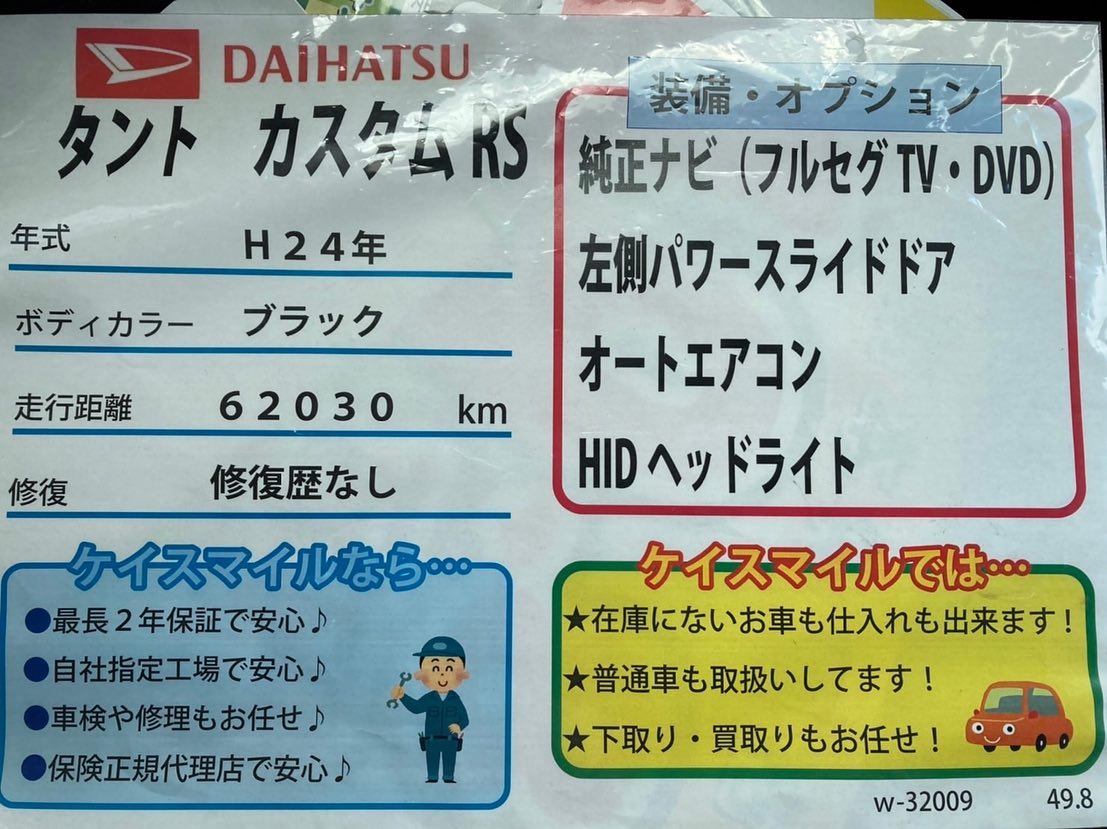 DAIHATSU
タント カスタム RS
年式 H24年
ボディカラー ブラック
走行距離 62030 km
修復 修復歴なし
装備・オプション
純正ナビ（フルセグTV・DVD）
左側パワースライドドア
オートエアコン
HIDヘッドライト
ケイスマイルなら…
●最長2年保証で安心♪
●自社指定工場で安心♪
●車検や修理もお任せ♪
●保険正規代理店で安心♪
ケイスマイルでは…
★在庫にないお車も仕入れも出来ます！
★普通車も取扱いしてます！
★下取り・買取りもお任せ！
w-32009 49.8